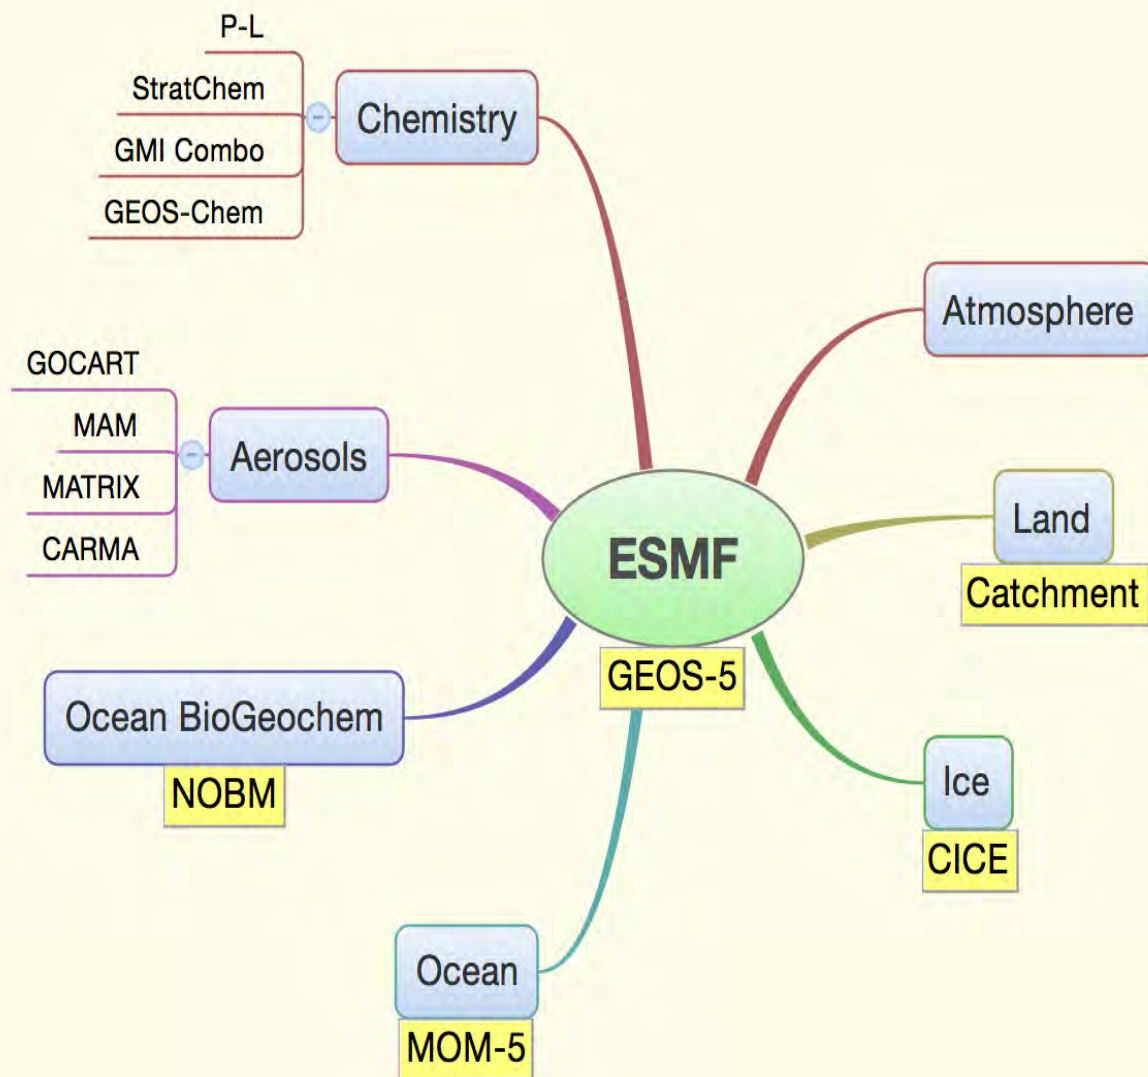 P-L
StratChem
GMI Combo
GEOS-Chem
Chemistry
Atmosphere
GOCART
MAM
MATRIX
CARMA
Aerosols
ESMF
GEOS-5
Land
Catchment
Ocean BioGeochem
NOBM
Ice
CICE
Ocean
MOM-5